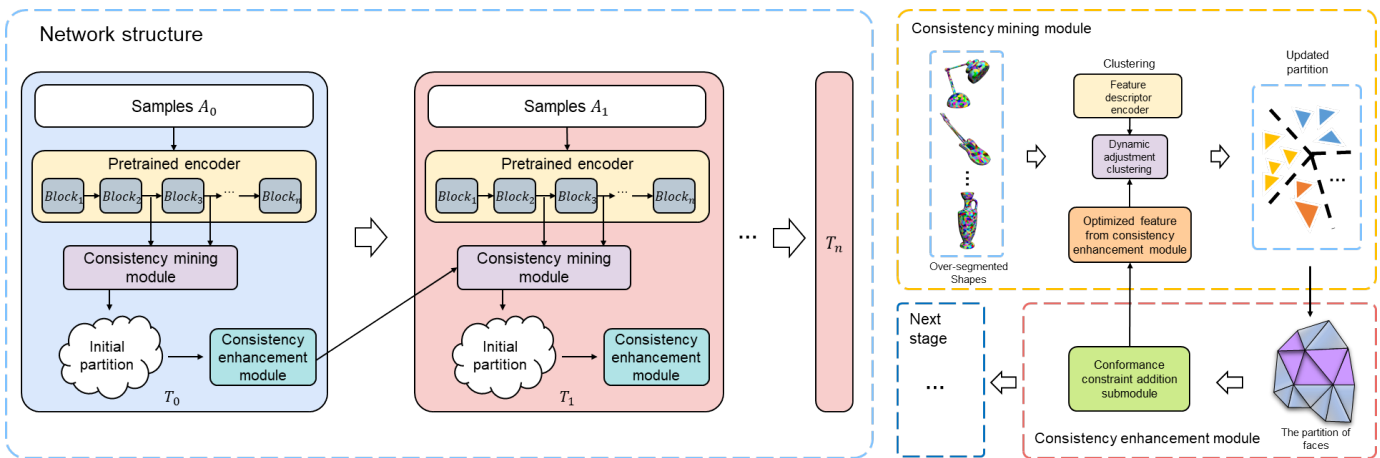 Network structure
Samples A₀
Pretrained encoder
Block₁
Block₂
Block₃
...
Blockₙ
Consistency mining
module
Initial
partition
Consistency
enhancement
module
T₀
Samples A₁
Pretrained encoder
Block₁
Block₂
Block₃
...
Blockₙ
Consistency mining
module
Initial
partition
Consistency
enhancement
module
T₁
...
Tₙ
Consistency mining module
Over-segmented
Shapes
Clustering
Feature
descriptor
encoder
Dynamic
adjustment
clustering
Optimized feature
from consistency
enhancement module
Updated
partition
...
Next
stage
...
Conformance
constraint addition
submodule
Consistency enhancement module
The partition of
faces